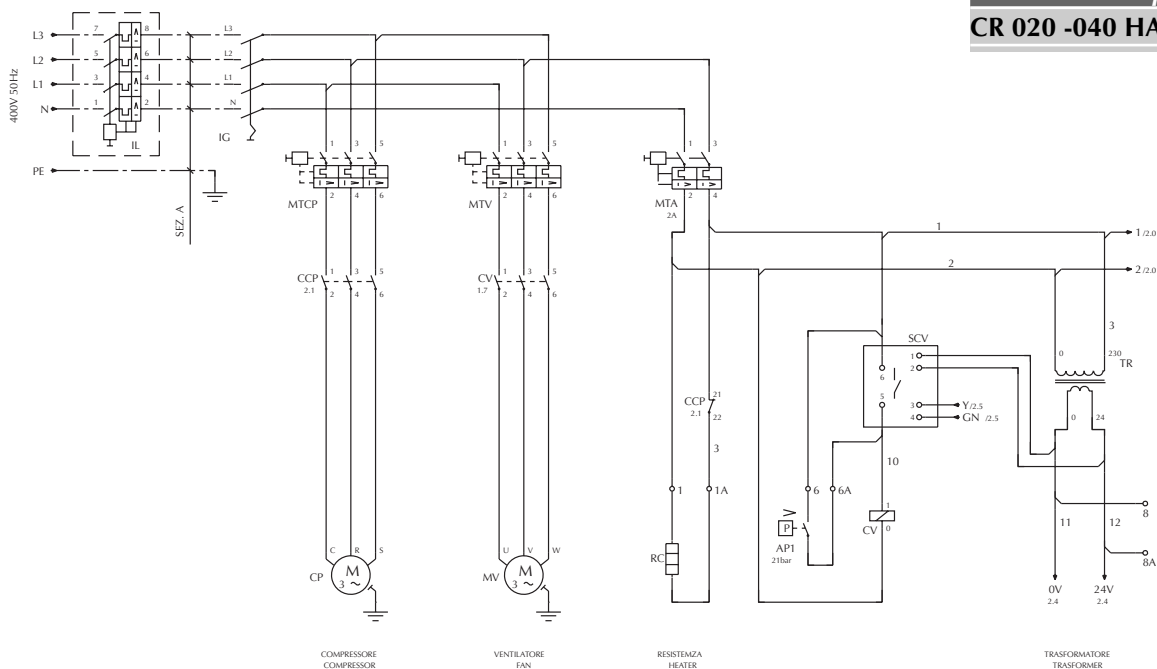 CR 020 -040 HA
400V 50Hz
L3 7 8 L3
L2 5 6 L2
L1 3 4 L1
N 1 2 N
IL
IG
PE
SEZ. A
1 3 5
MTCP
2 4 6
1 3 5
MTV
2 4 6
1 3
MTA
2A
2 4
1
1 /2.0
2
2 /2.0
CCP
2.1
1 3 5
2 4 6
CV
1.7
1 3 5
2 4 6
3
0 230
TR
0 24
SCV
6
5
1
2
3
4
Y/2.5
GN /2.5
CCP
2.1
21
22
3
10
1 1A
6 6A
P
AP1
21bar
CV
1
0
11 12
8
8A
RC
C R S
CP
M
3 ~
U V W
MV
M
3 ~
0V
2.4
24V
2.4
COMPRESSORE
COMPRESSOR
VENTILATORE
FAN
RESISTEMZA
HEATER
TRASFORMATORE
TRASFORMER